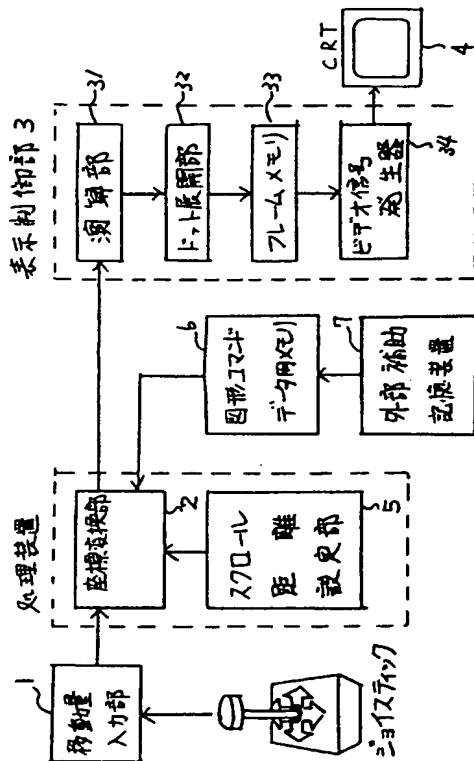 表示制御部 3
演算部
31
ドット展開部
32
フレームメモリ
33
ビデオ信号
発生器
34
CRT
4
処理装置
座標変換部
2
スクロール
距離
設定部
5
図形コマンド
データ用メモリ
6
外部補助
記憶装置
7
移動量
入力部
1
ジョイスティック